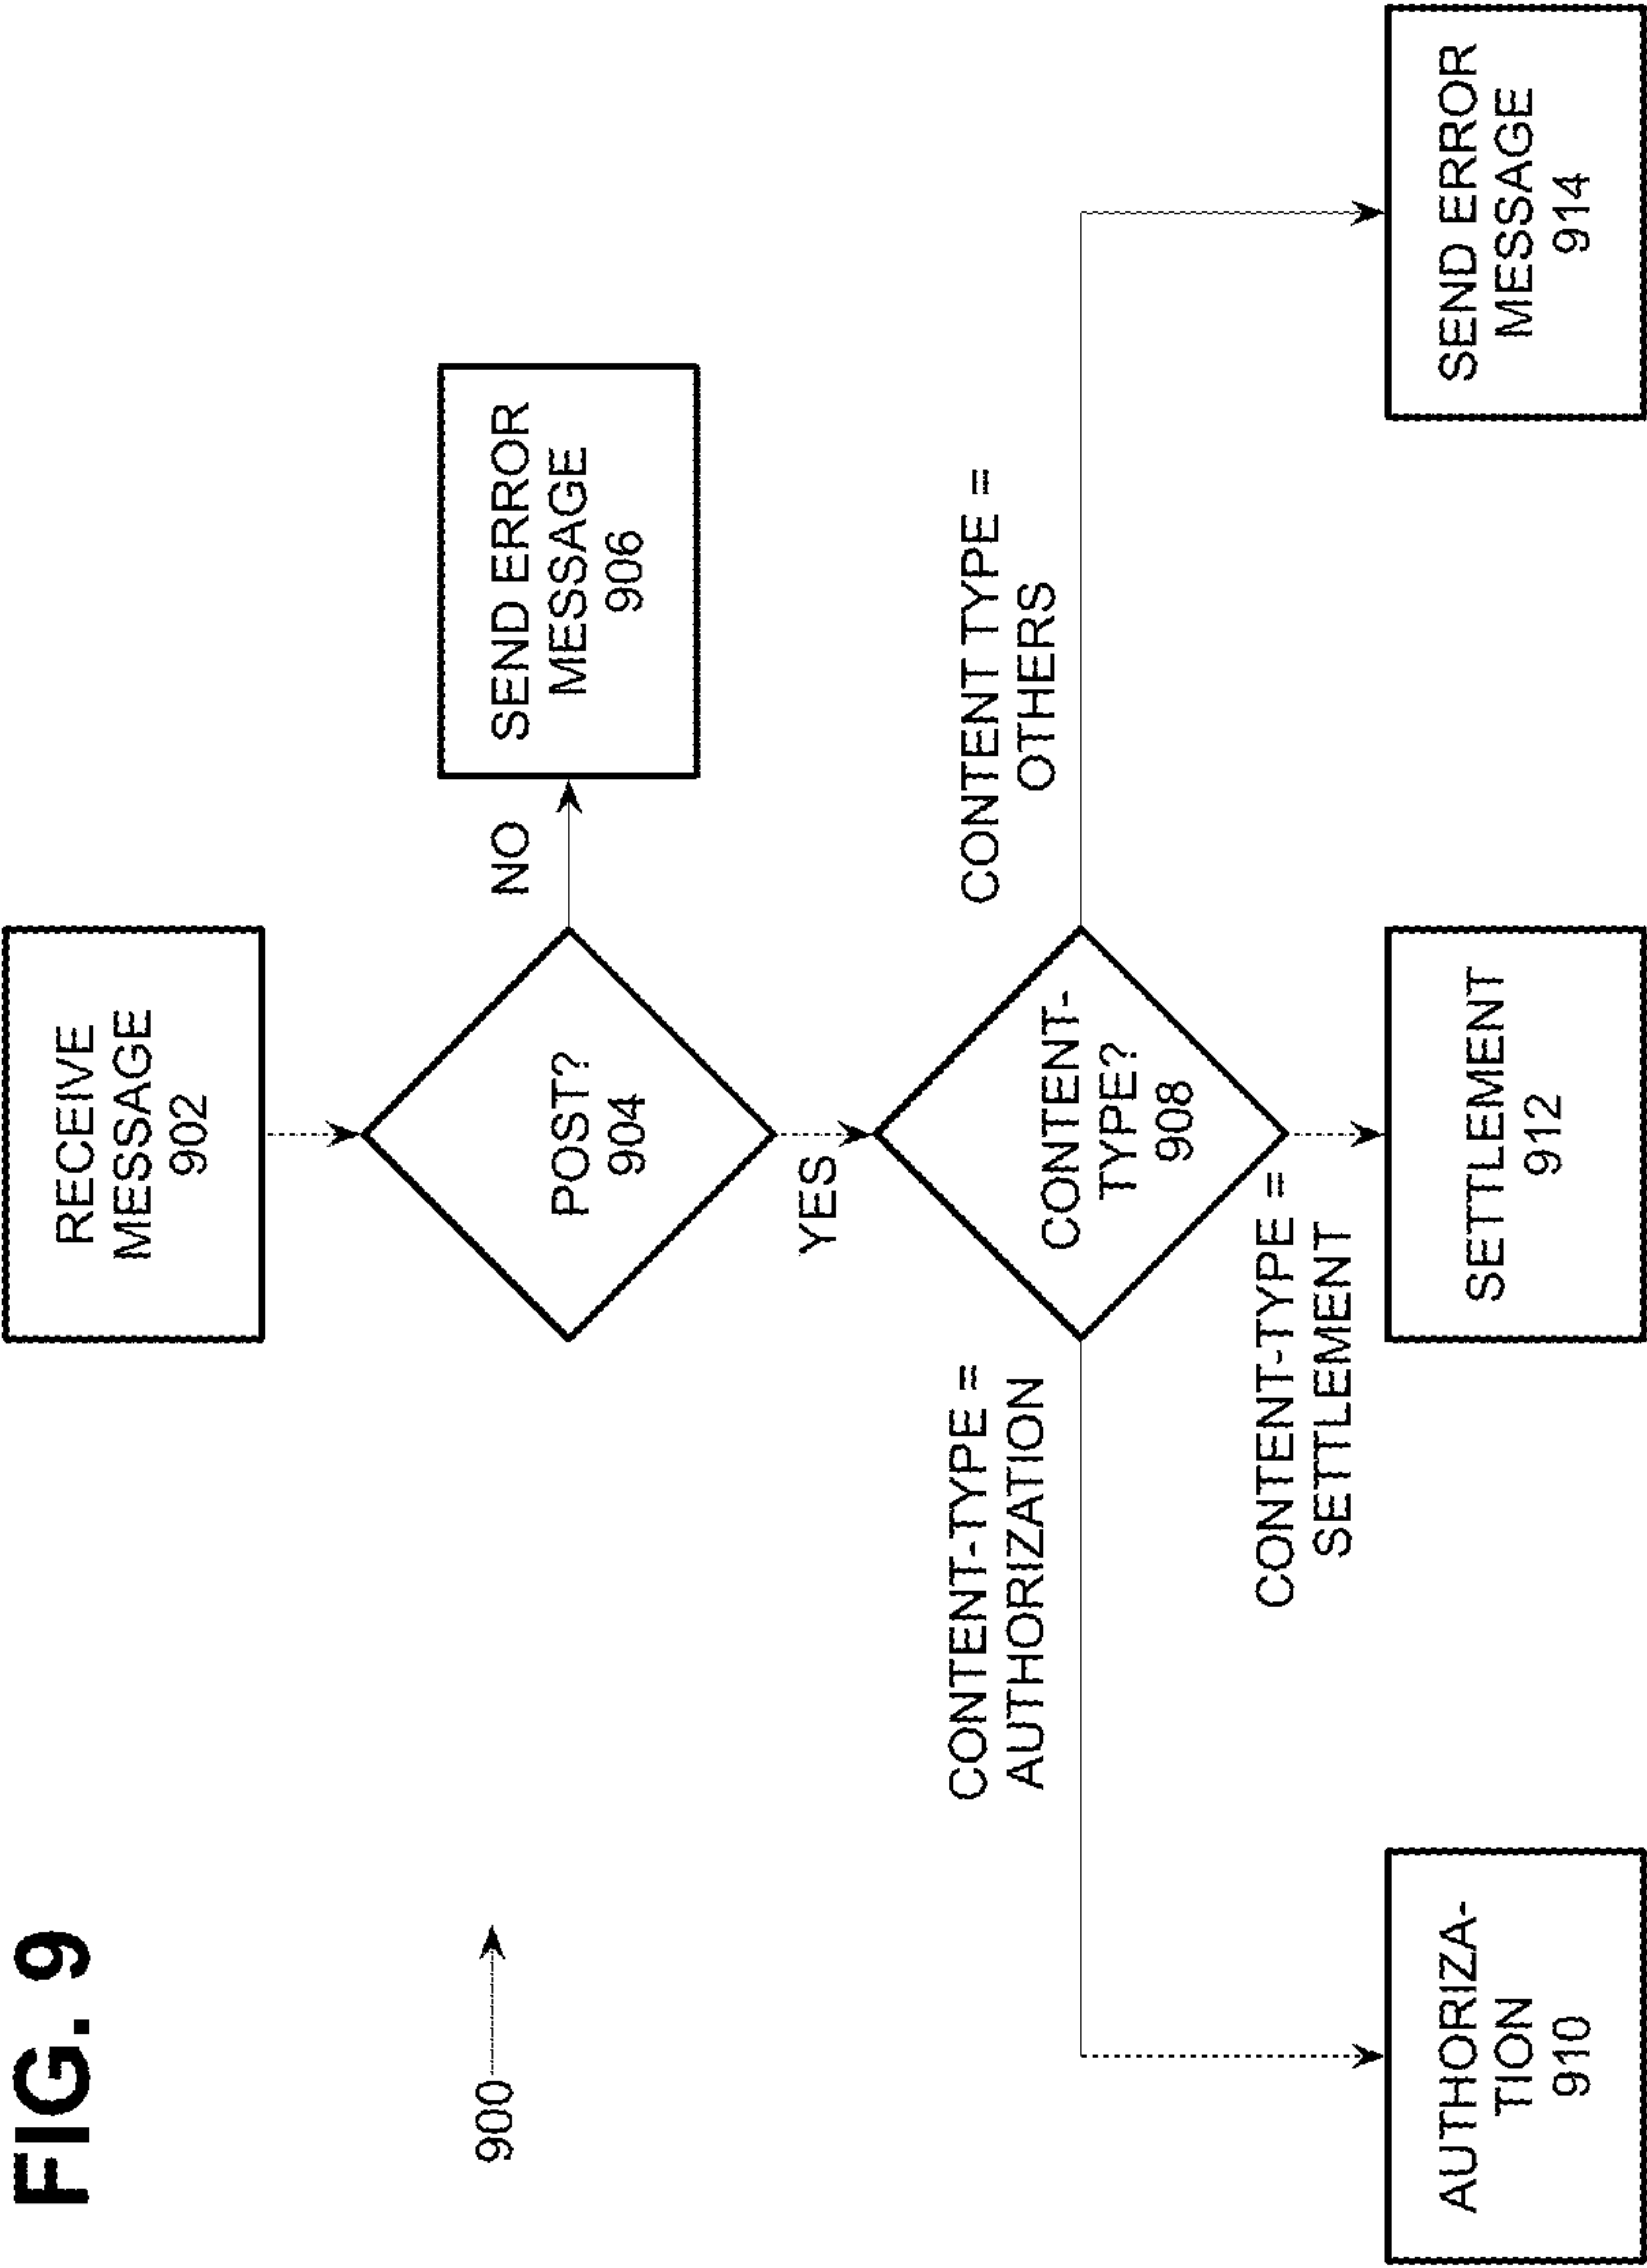 FIG. 9
900
RECEIVE
MESSAGE
902
POST?
904
NO
SEND ERROR
MESSAGE
906
YES
CONTENT-
TYPE?
908
CONTENT-TYPE =
AUTHORIZATION
CONTENT-TYPE =
SETTLEMENT
CONTENT TYPE =
OTHERS
AUTHORIZA-
TION
910
SETTLEMENT
912
SEND ERROR
MESSAGE
914